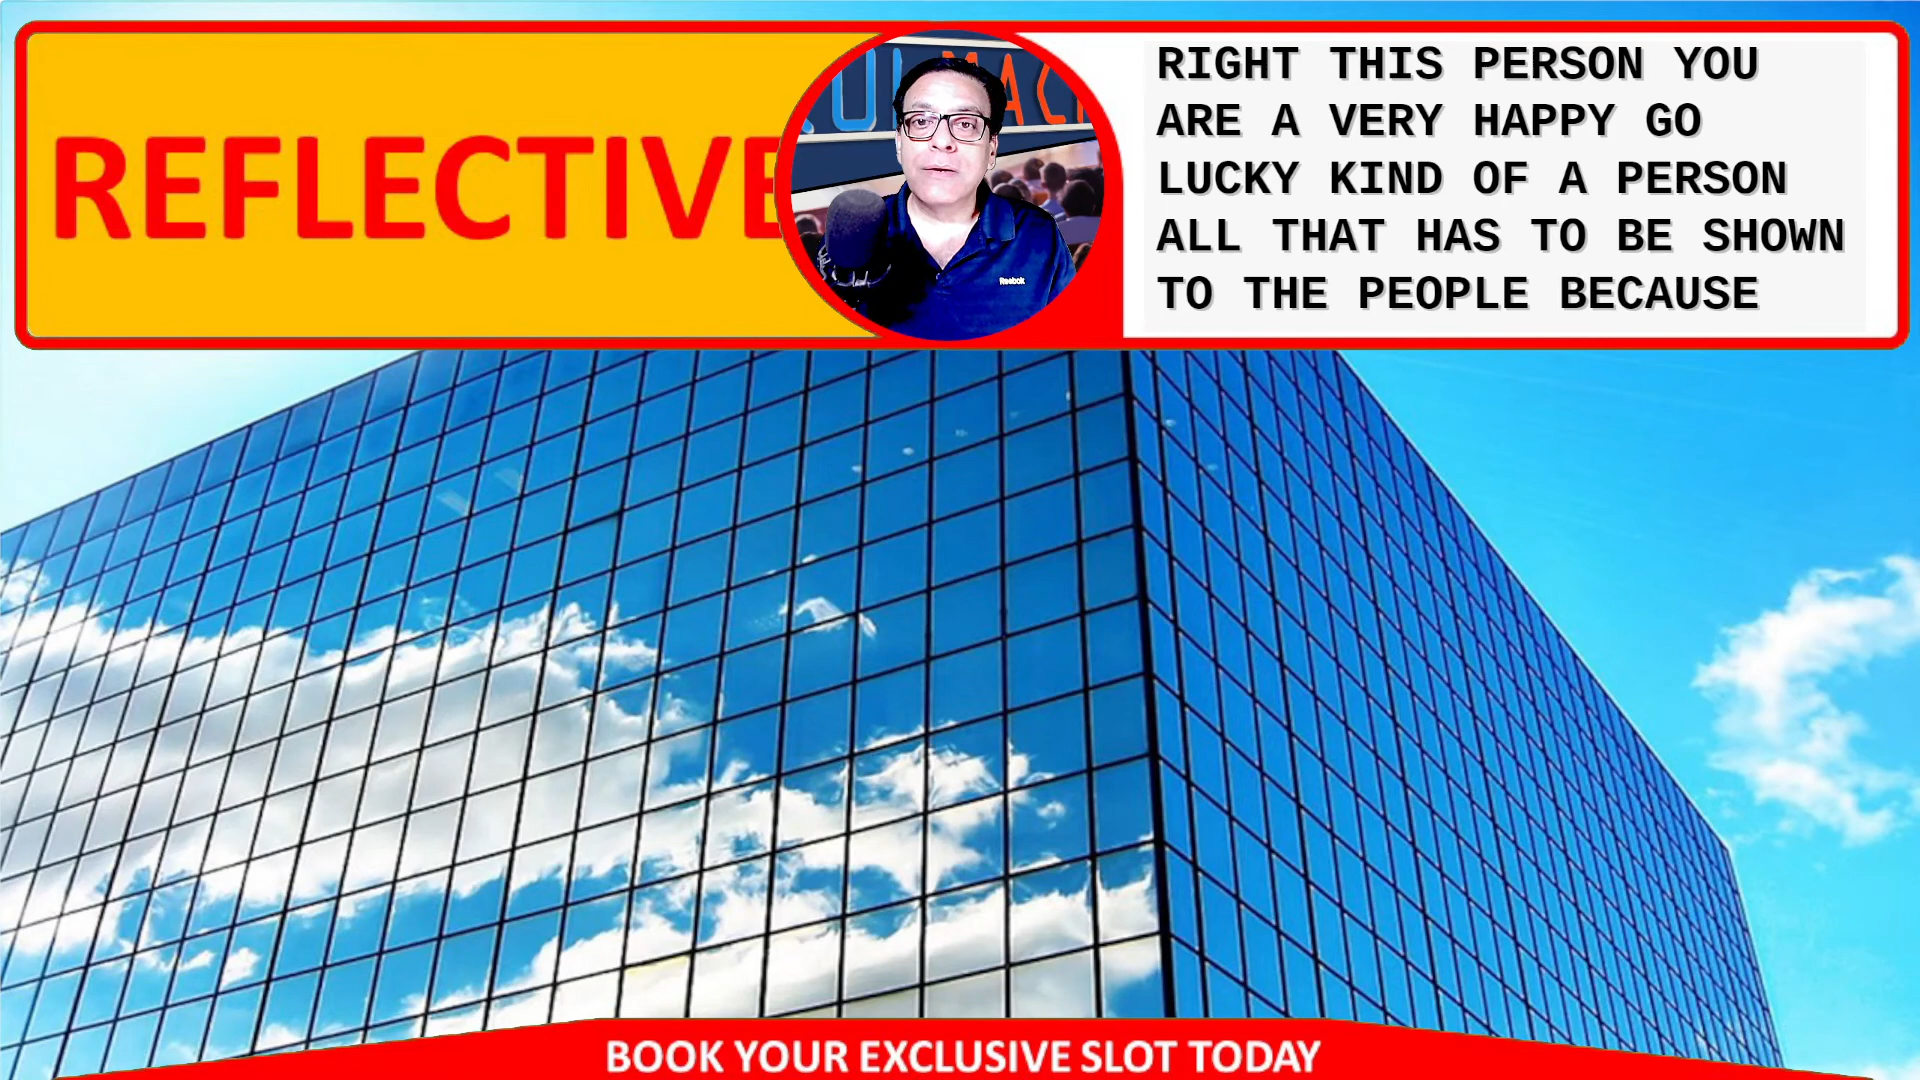 REFLECTIVE
Reebok
RIGHT THIS PERSON YOU
ARE A VERY HAPPY GO
LUCKY KIND OF A PERSON
ALL THAT HAS TO BE SHOWN
TO THE PEOPLE BECAUSE
BOOK YOUR EXCLUSIVE SLOT TODAY